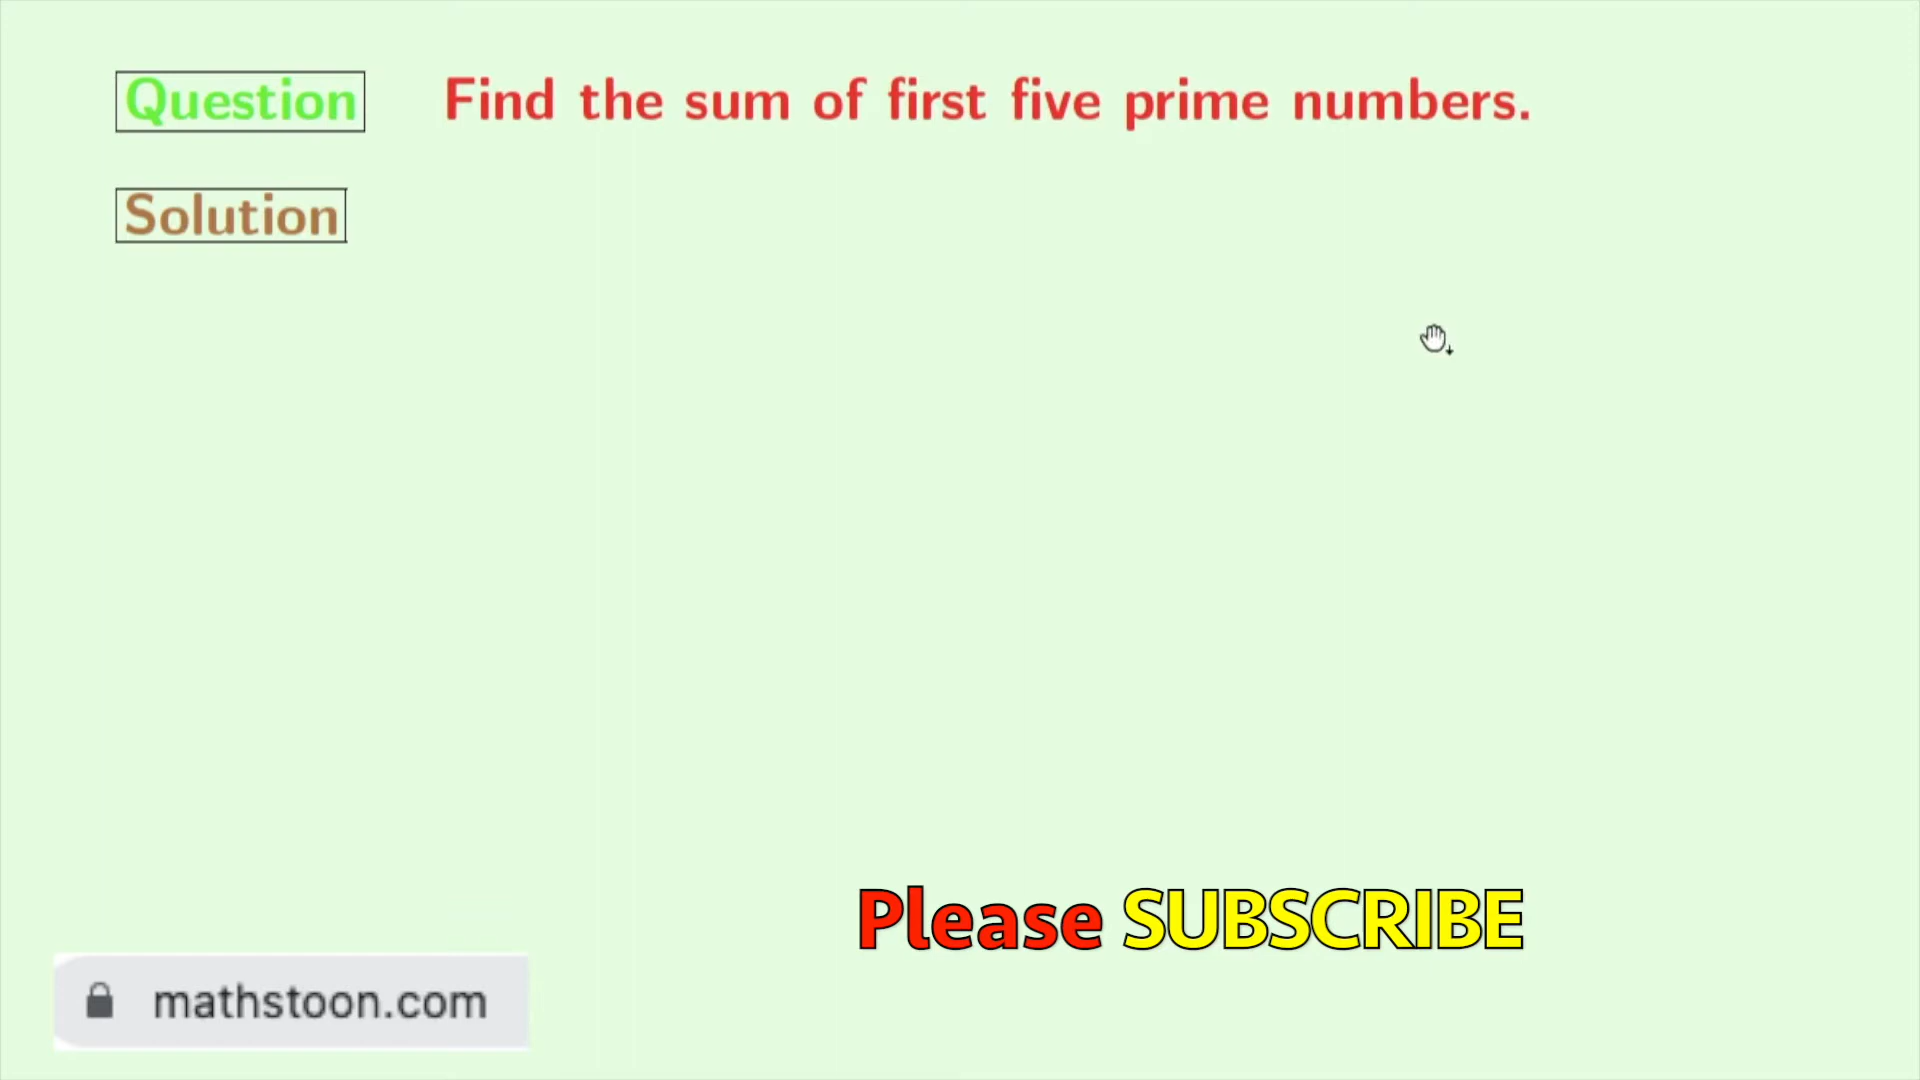 Question Find the sum of first five prime numbers.
Solution
Please SUBSCRIBE
mathstoon.com